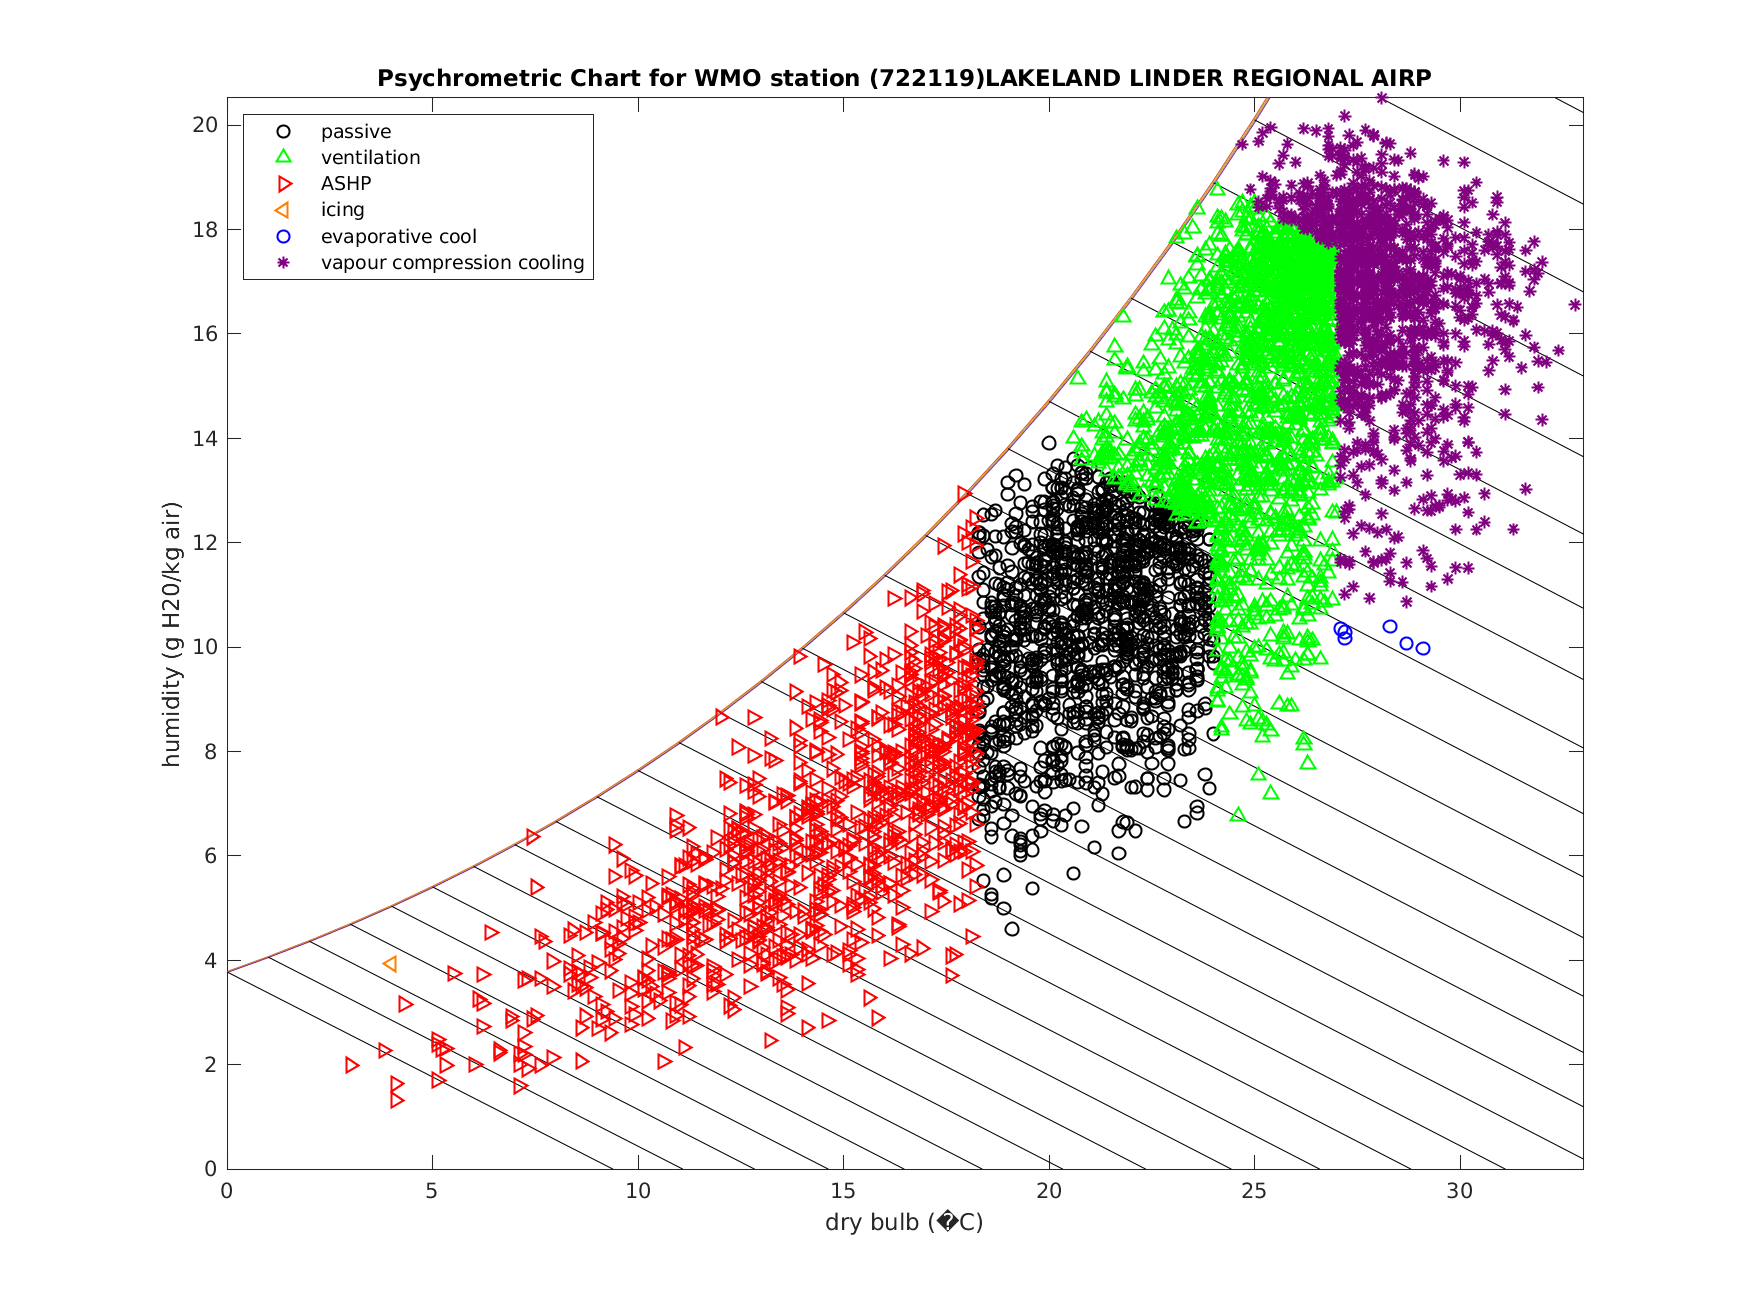 Psychrometric Chart for WMO station (722119)LAKELAND LINDER REGIONAL AIRP
passive
ventilation
ASHP
icing
evaporative cool
vapour compression cooling
humidity (g H20/kg air)
20
18
16
14
12
10
8
6
4
2
0
0 5 10 15 20 25 30
dry bulb (�C)